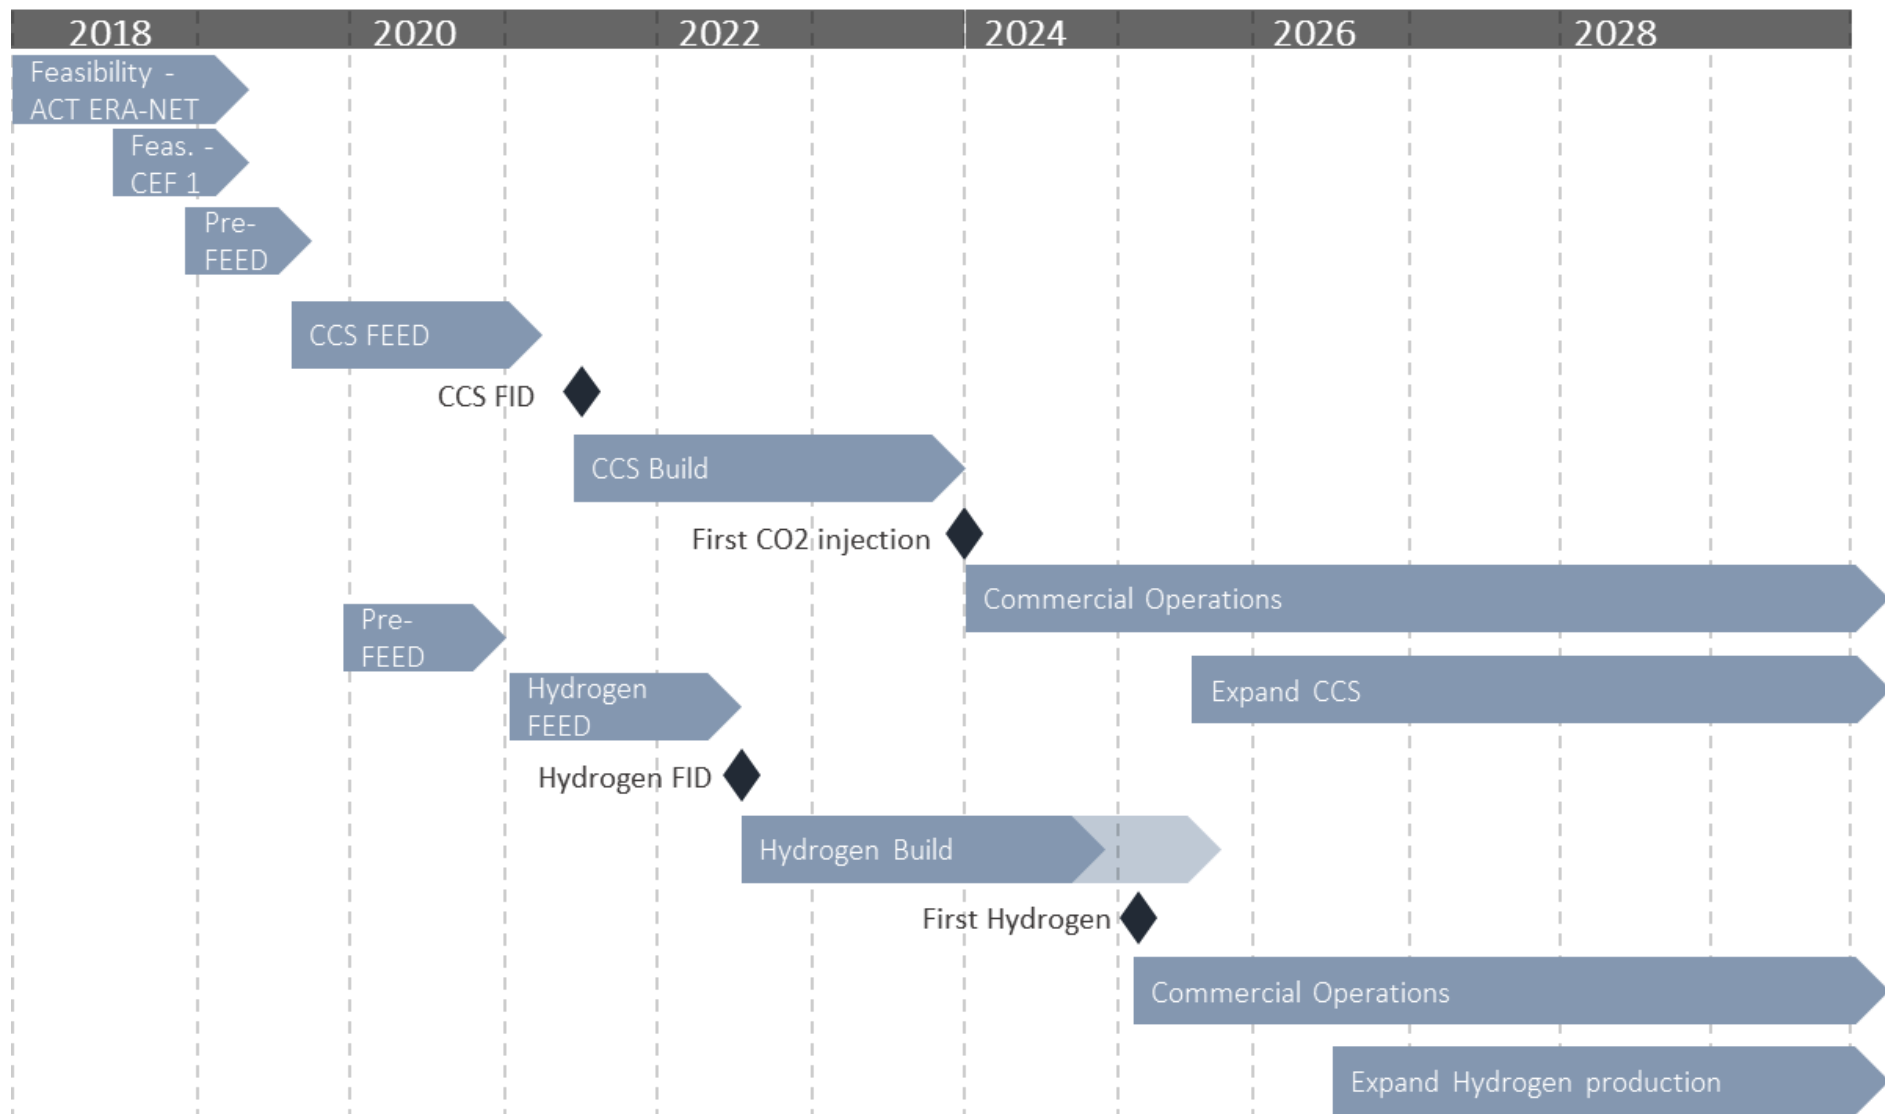 2018 2020 2022 2024 2026 2028
Feasibility -
ACT ERA-NET
Feas. -
CEF 1
Pre-
FEED
CCS FEED
CCS FID
CCS Build
First CO2 injection
Commercial Operations
Pre-
FEED
Expand CCS
Hydrogen
FEED
Hydrogen FID
Hydrogen Build
First Hydrogen
Commercial Operations
Expand Hydrogen production